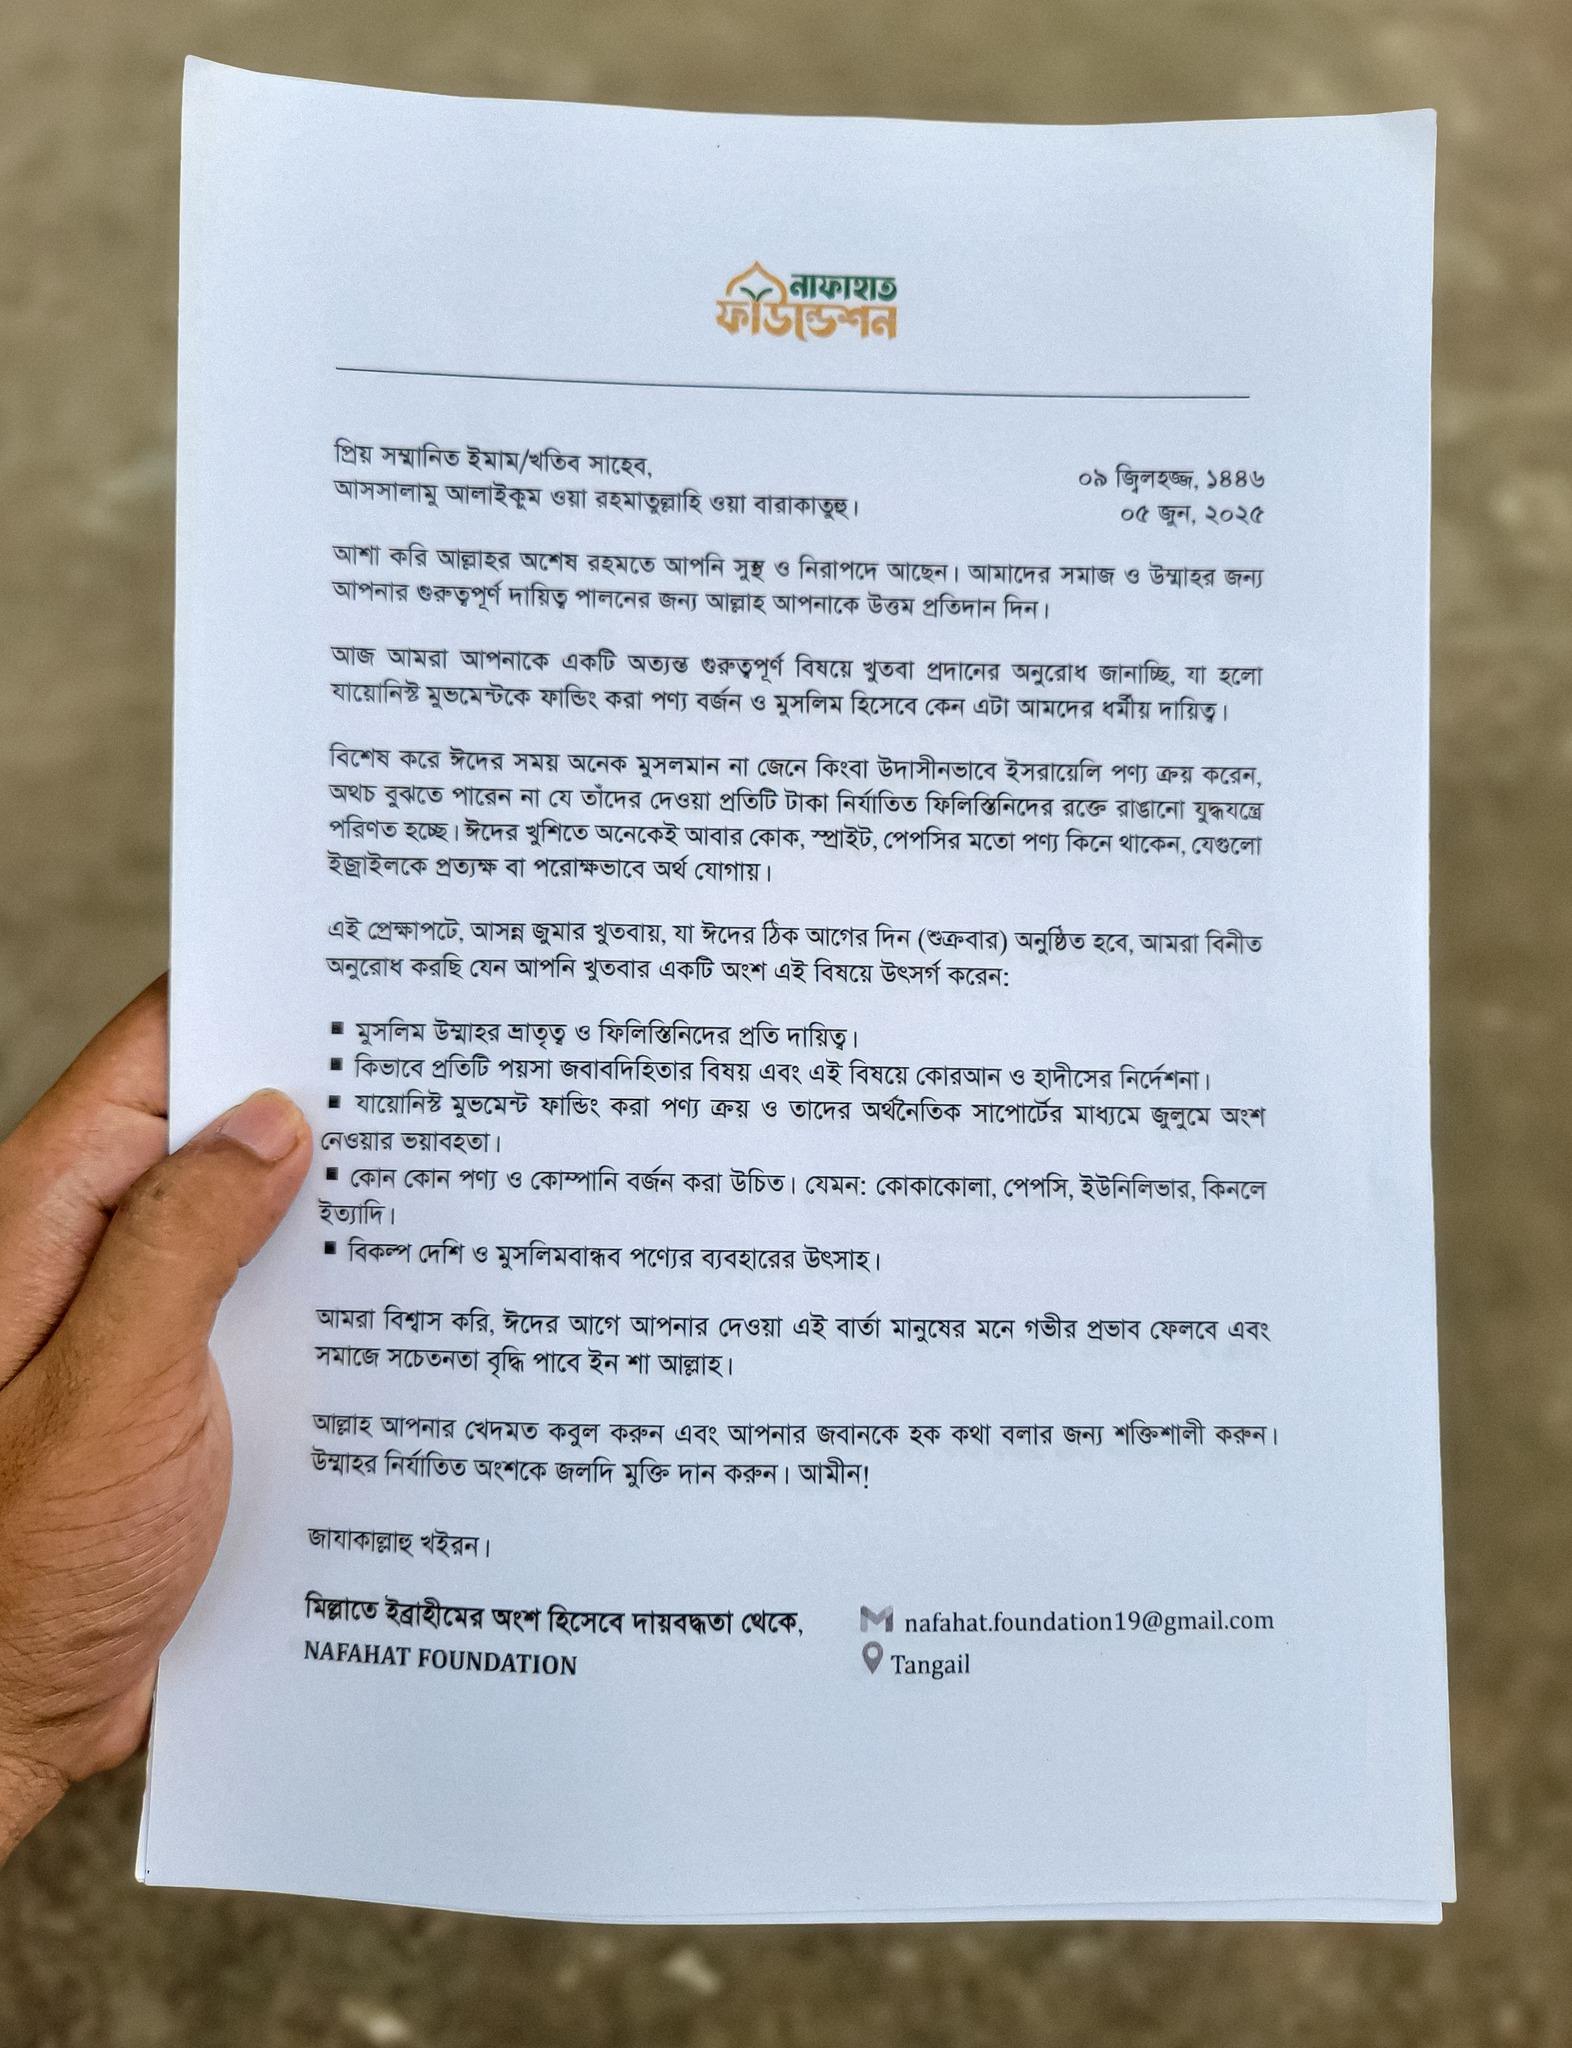 নাফাহাত
ফাউন্ডেশন
প্রিয় সম্মানিত ইমাম/খতিব সাহেব,
আসসালামু আলাইকুম ওয়া রহমাতুল্লাহি ওয়া বারাকাতুহু।
০৯ জ্বিলহজ্জ, ১৪৪৬
০৫ জুন, ২০২৫
আশা করি আল্লাহর অশেষ রহমতে আপনি সুস্থ ও নিরাপদে আছেন। আমাদের সমাজ ও উম্মাহর জন্য
আপনার গুরুত্বপূর্ণ দায়িত্ব পালনের জন্য আল্লাহ আপনাকে উত্তম প্রতিদান দিন।
আজ আমরা আপনাকে একটি অত্যন্ত গুরুত্বপূর্ণ বিষয়ে খুতবা প্রদানের অনুরোধ জানাচ্ছি, যা হলো
যায়োনিস্ট মুভমেন্টকে ফান্ডিং করা পণ্য বর্জন ও মুসলিম হিসেবে কেন এটা আমদের ধর্মীয় দায়িত্ব।
বিশেষ করে ঈদের সময় অনেক মুসলমান না জেনে কিংবা উদাসীনভাবে ইসরায়েলি পণ্য ক্রয় করেন,
অথচ বুঝতে পারেন না যে তাঁদের দেওয়া প্রতিটি টাকা নির্যাতিত ফিলিস্তিনিদের রক্তে রাঙানো যুদ্ধযন্ত্রে
পরিণত হচ্ছে। ঈদের খুশিতে অনেকেই আবার কোক, স্প্রাইট, পেপসির মতো পণ্য কিনে থাকেন, যেগুলো
ইজ্রাইলকে প্রত্যক্ষ বা পরোক্ষভাবে অর্থ যোগায়।
এই প্রেক্ষাপটে, আসন্ন জুমার খুতবায়, যা ঈদের ঠিক আগের দিন (শুক্রবার) অনুষ্ঠিত হবে, আমরা বিনীত
অনুরোধ করছি যেন আপনি খুতবার একটি অংশ এই বিষয়ে উৎসর্গ করেন:
▪ মুসলিম উম্মাহর ভ্রাতৃত্ব ও ফিলিস্তিনিদের প্রতি দায়িত্ব।
▪ কিভাবে প্রতিটি পয়সা জবাবদিহিতার বিষয় এবং এই বিষয়ে কোরআন ও হাদীসের নির্দেশনা।
▪ যায়োনিস্ট মুভমেন্ট ফান্ডিং করা পণ্য ক্রয় ও তাদের অর্থনৈতিক সাপোর্টের মাধ্যমে জুলুমে অংশ
নেওয়ার ভয়াবহতা।
▪ কোন কোন পণ্য ও কোম্পানি বর্জন করা উচিত। যেমন: কোকাকোলা, পেপসি, ইউনিলিভার, কিনলে
ইত্যাদি।
▪ বিকল্প দেশি ও মুসলিমবান্ধব পণ্যের ব্যবহারের উৎসাহ।
আমরা বিশ্বাস করি, ঈদের আগে আপনার দেওয়া এই বার্তা মানুষের মনে গভীর প্রভাব ফেলবে এবং
সমাজে সচেতনতা বৃদ্ধি পাবে ইন শা আল্লাহ।
আল্লাহ আপনার খেদমত কবুল করুন এবং আপনার জবানকে হক কথা বলার জন্য শক্তিশালী করুন।
উম্মাহর নির্যাতিত অংশকে জলদি মুক্তি দান করুন। আমীন!
জাযাকাল্লাহু খইরন।
মিল্লাতে ইব্রাহীমের অংশ হিসেবে দায়বদ্ধতা থেকে,
NAFAHAT FOUNDATION
nafahat.foundation19@gmail.com
Tangail